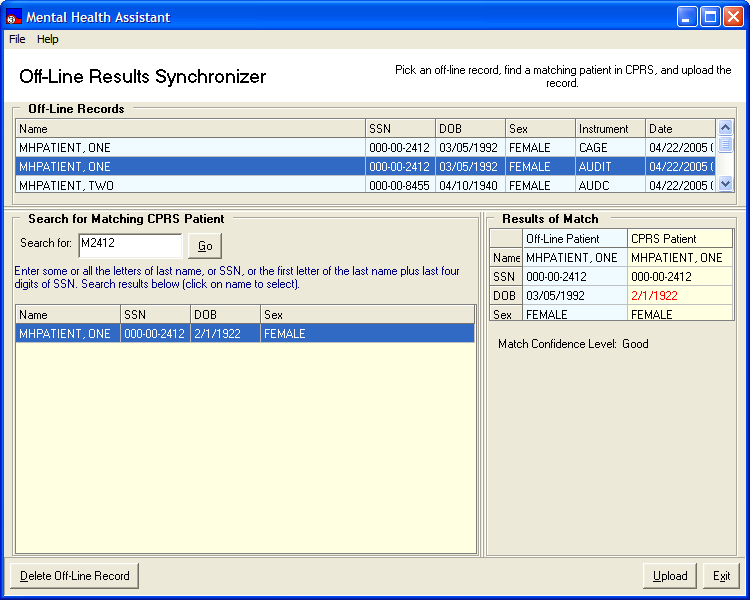 Mental Health Assistant
File Help
Off-Line Results Synchronizer
Pick an off-line record, find a matching patient in CPRS, and upload the
record.
Off-Line Records
Name SSN DOB Sex Instrument Date
MHPATIENT, ONE 000-00-2412 03/05/1992 FEMALE CAGE 04/22/2005 (
MHPATIENT, ONE 000-00-2412 03/05/1992 FEMALE AUDIT 04/22/2005 (
MHPATIENT, TWO 000-00-8455 04/10/1940 FEMALE AUDC 04/22/2005 (
Search for Matching CPRS Patient
Search for: M2412 Go
Enter some or all the letters of last name, or SSN, or the first letter of the last name plus last four
digits of SSN. Search results below (click on name to select).
Name SSN DOB Sex
MHPATIENT, ONE 000-00-2412 2/1/1922 FEMALE
Results of Match
Off-Line Patient CPRS Patient
Name MHPATIENT, ONE MHPATIENT, ONE
SSN 000-00-2412 000-00-2412
DOB 03/05/1992 2/1/1922
Sex FEMALE FEMALE
Match Confidence Level: Good
Delete Off-Line Record Upload Exit